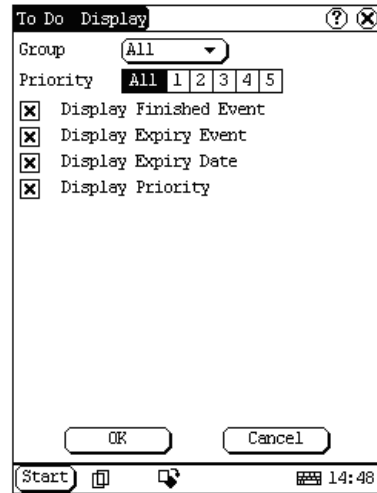 To Do Display ?
Group All
Priority All 1 2 3 4 5
Display Finished Event
Display Expiry Event
Display Expiry Date
Display Priority
OK Cancel
Start 14:48